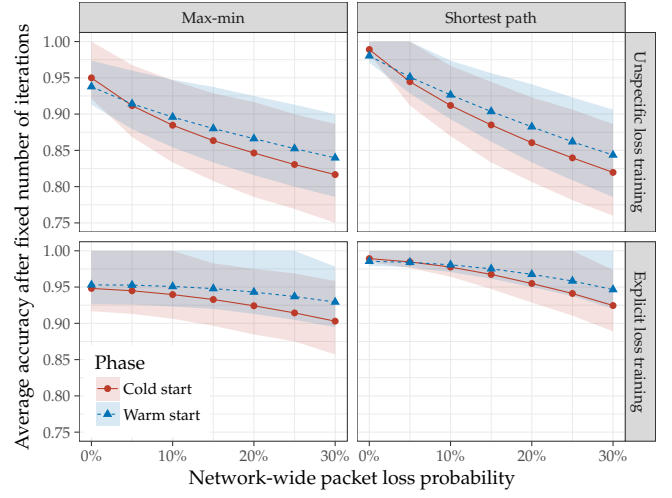 Max-min
Shortest path
Average accuracy after fixed number of iterations
1.00
0.95
0.90
0.85
0.80
0.75
Unspecific loss training
1.00
0.95
0.90
0.85
0.80
0.75
Explicit loss training
Phase
Cold start
Warm start
0% 10% 20% 30% 0% 10% 20% 30%
Network-wide packet loss probability